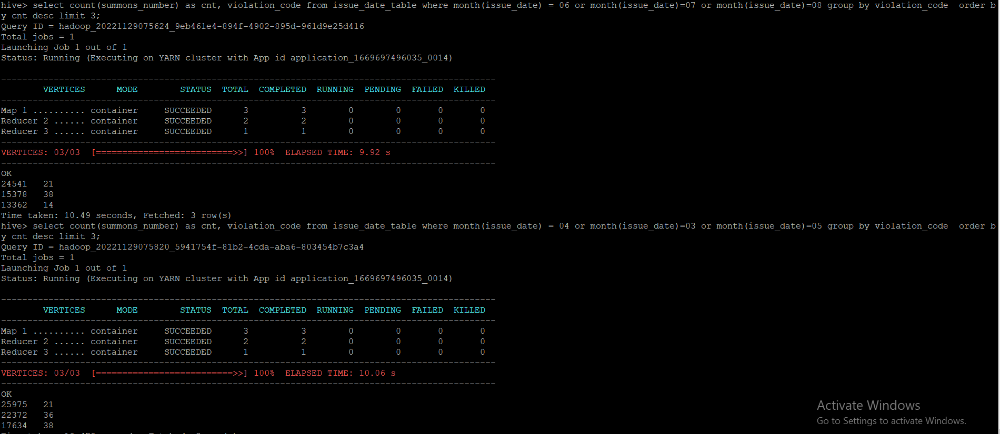 hive> select count(summons_number) as cnt, violation_code from issue_date_table where month(issue_date) = 06 or month(issue_date)=07 or month(issue_date)=08 group by violation_code  order b
y cnt desc limit 3;
Query ID = hadoop_20221129075624_9eb461e4-894f-4902-895d-961d9e25d416
Total jobs = 1
Launching Job 1 out of 1
Status: Running (Executing on YARN cluster with App id application_1669697496035_0014)
----------------------------------------------------------------------------------------------
        VERTICES      MODE        STATUS  TOTAL  COMPLETED  RUNNING  PENDING  FAILED  KILLED
----------------------------------------------------------------------------------------------
Map 1 .......... container     SUCCEEDED      3          3        0        0       0       0
Reducer 2 ...... container     SUCCEEDED      2          2        0        0       0       0
Reducer 3 ...... container     SUCCEEDED      1          1        0        0       0       0
----------------------------------------------------------------------------------------------
VERTICES: 03/03  [==========================>>] 100%  ELAPSED TIME: 9.92 s
----------------------------------------------------------------------------------------------
OK
24541   21
15378   38
13362   14
Time taken: 10.49 seconds, Fetched: 3 row(s)
hive> select count(summons_number) as cnt, violation_code from issue_date_table where month(issue_date) = 04 or month(issue_date)=03 or month(issue_date)=05 group by violation_code  order b
y cnt desc limit 3;
Query ID = hadoop_20221129075820_5941754f-81b2-4cda-aba6-803454b7c3a4
Total jobs = 1
Launching Job 1 out of 1
Status: Running (Executing on YARN cluster with App id application_1669697496035_0014)
----------------------------------------------------------------------------------------------
        VERTICES      MODE        STATUS  TOTAL  COMPLETED  RUNNING  PENDING  FAILED  KILLED
----------------------------------------------------------------------------------------------
Map 1 .......... container     SUCCEEDED      3          3        0        0       0       0
Reducer 2 ...... container     SUCCEEDED      2          2        0        0       0       0
Reducer 3 ...... container     SUCCEEDED      1          1        0        0       0       0
----------------------------------------------------------------------------------------------
VERTICES: 03/03  [==========================>>] 100%  ELAPSED TIME: 10.06 s
----------------------------------------------------------------------------------------------
OK
25975   21
22372   36
17634   38
Activate Windows
Go to Settings to activate Windows.